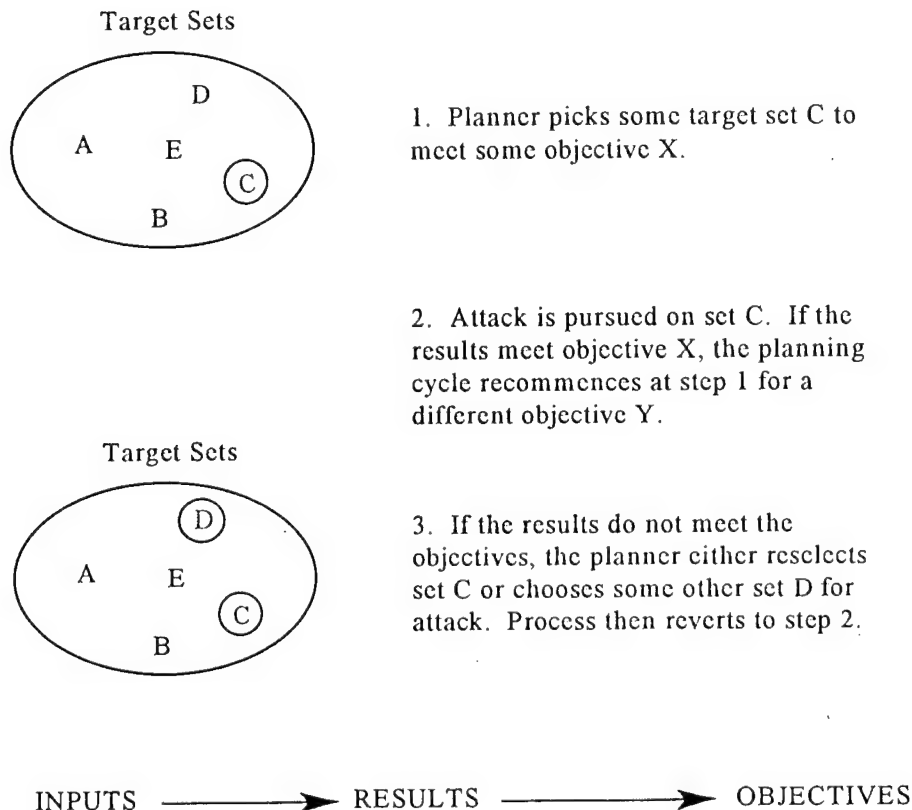 Target Sets
D
A
E
C
B
1. Planner picks some target set C to
meet some objective X.
2. Attack is pursued on set C. If the
results meet objective X, the planning
cycle recommences at step 1 for a
different objective Y.
Target Sets
D
A
E
C
B
3. If the results do not meet the
objectives, the planner either reselects
set C or chooses some other set D for
attack. Process then reverts to step 2.
INPUTS
RESULTS
OBJECTIVES